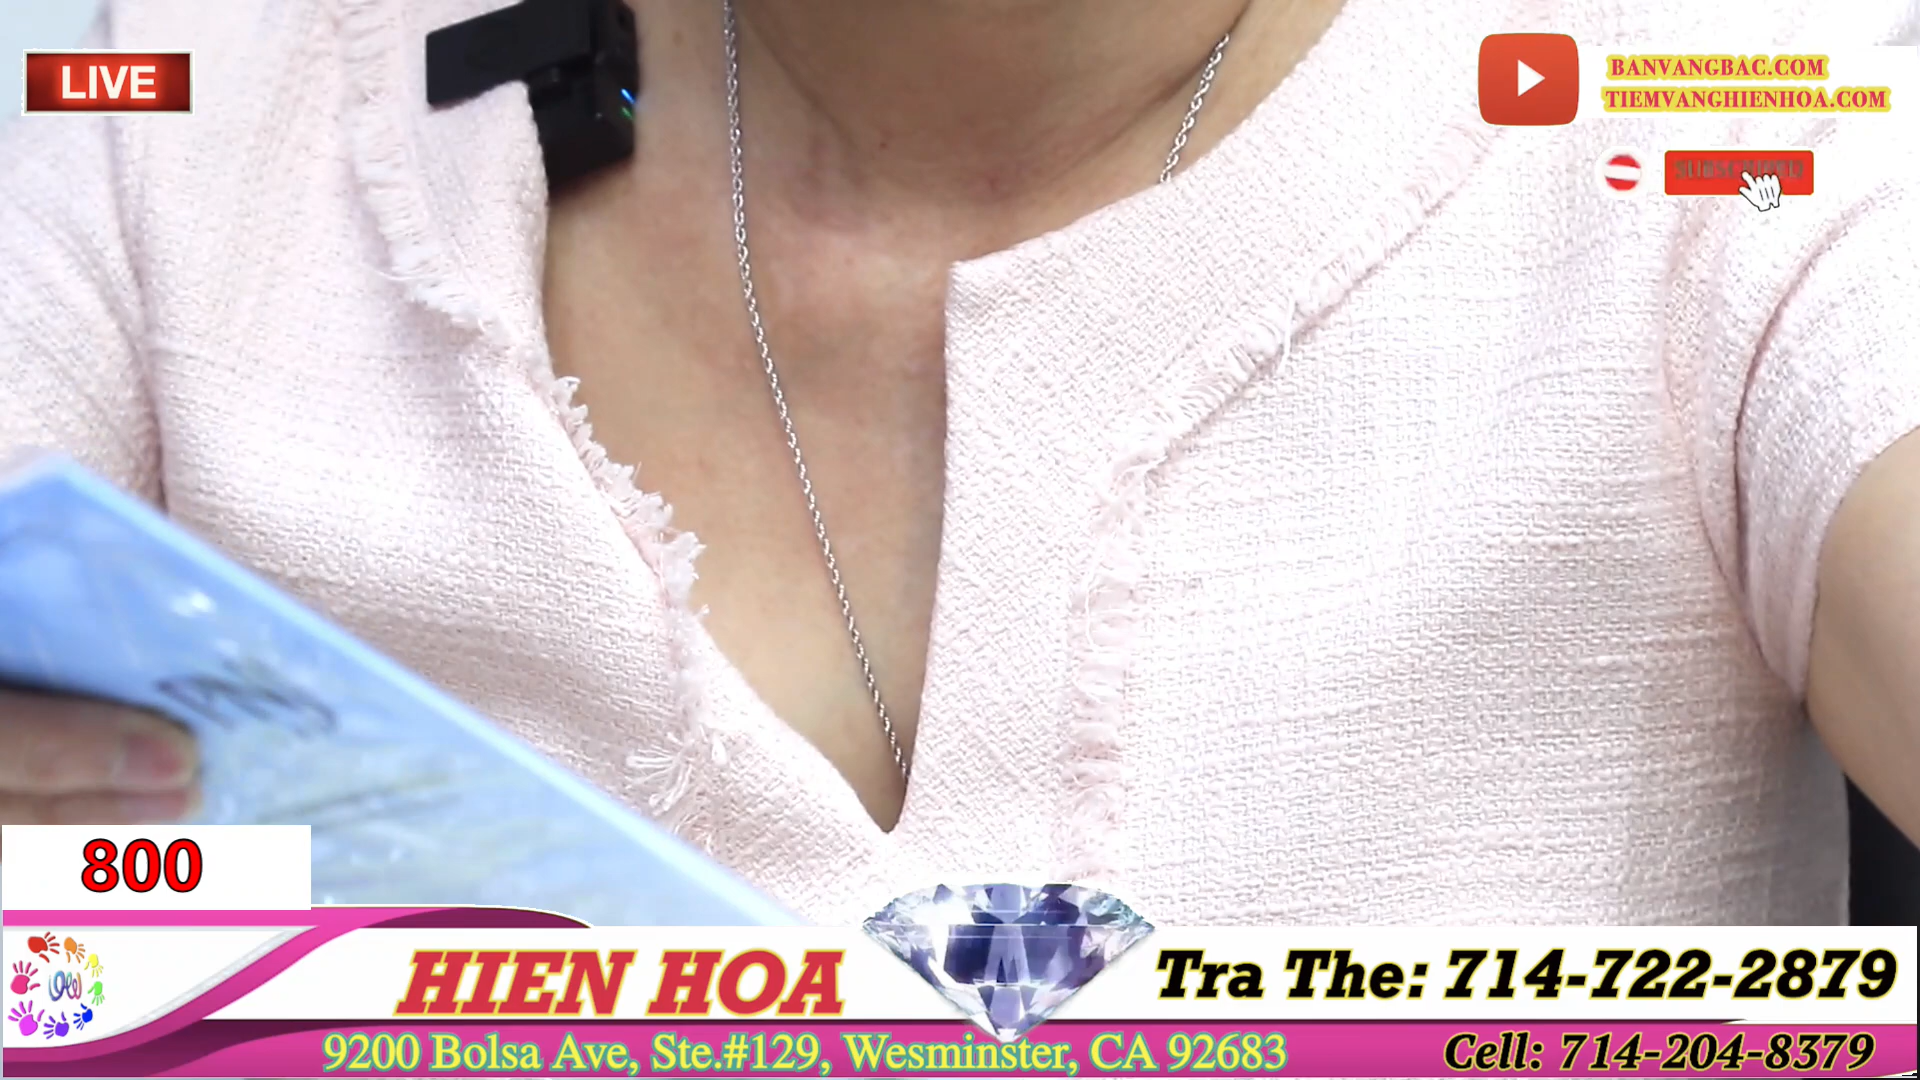 LIVE
BANVANGBAC.COM
TIEMVANGHIENHOA.COM
800
HIEN HOA
Tra The: 714-722-2879
9200 Bolsa Ave, Ste.#129, Wesminster, CA 92683
Cell: 714-204-8379